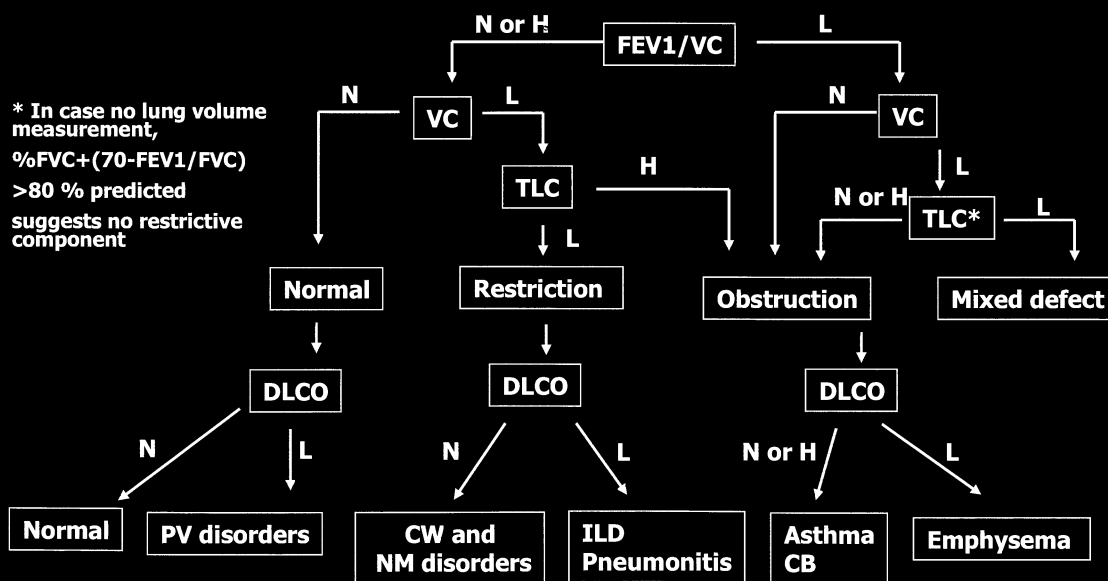 N or H
FEV1/VC
L
* In case no lung volume
measurement,
%FVC+(70-FEV1/FVC)
>80 % predicted
suggests no restrictive
component
N
VC
L
N
VC
TLC
H
L
N or H
TLC*
L
L
Normal
Restriction
Obstruction
Mixed defect
DLCO
DLCO
DLCO
N
L
N
L
N or H
L
Normal
PV disorders
CW and
NM disorders
ILD
Pneumonitis
Asthma
CB
Emphysema